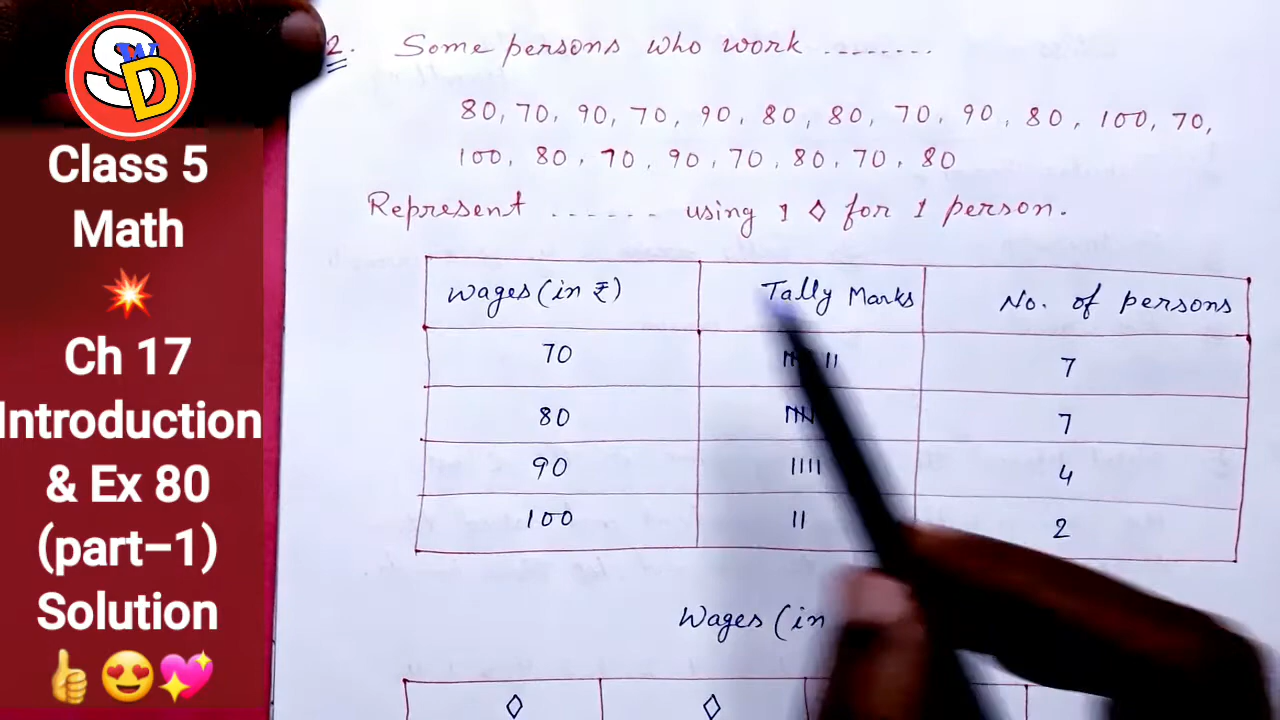 SWD
Class 5
Math
💥
Ch 17
Introduction
& Ex 80
(part-1)
Solution
👍😍💖
2. Some persons who work ........
80, 70, 90, 70, 90, 80, 80, 70, 90, 80, 100, 70,
100, 80, 70, 90, 70, 80, 70, 80
Represent ...... using 1 ◇ for 1 person.
Wages (in ₹) Tally Marks No. of persons
70 7
80 7
90 |||| 4
100 || 2
Wages (in